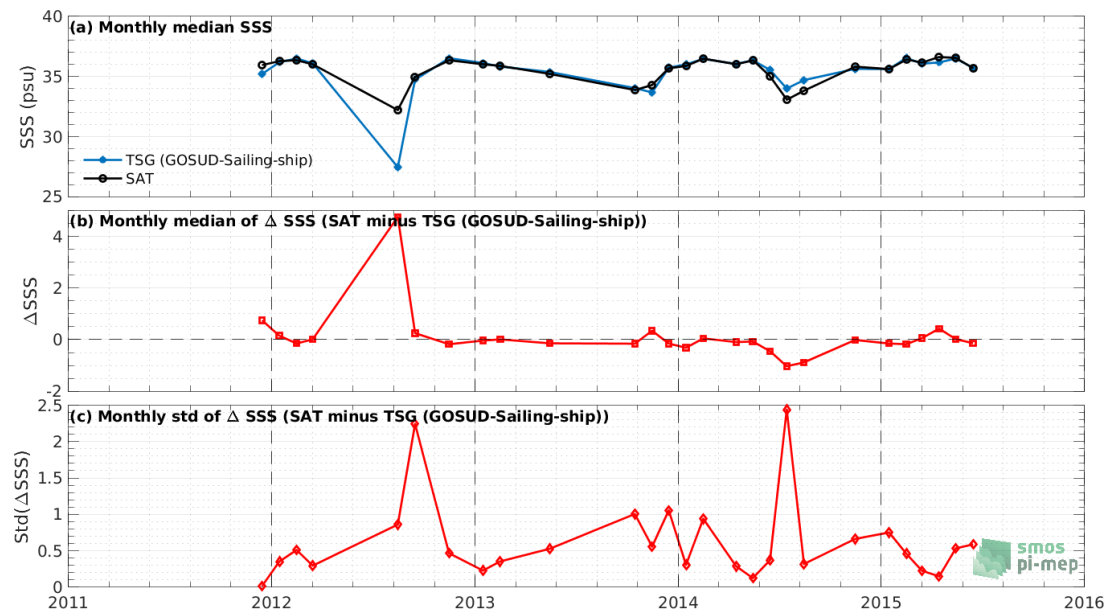 (a) Monthly median SSS
40
35
30
25
SSS (psu)
TSG (GOSUD-Sailing-ship)
SAT
(b) Monthly median of Δ SSS (SAT minus TSG (GOSUD-Sailing-ship))
4
2
0
-2
ΔSSS
(c) Monthly std of Δ SSS (SAT minus TSG (GOSUD-Sailing-ship))
2.5
2
1.5
1
0.5
0
Std(ΔSSS)
2011 2012 2013 2014 2015 2016
smos
pi-mep